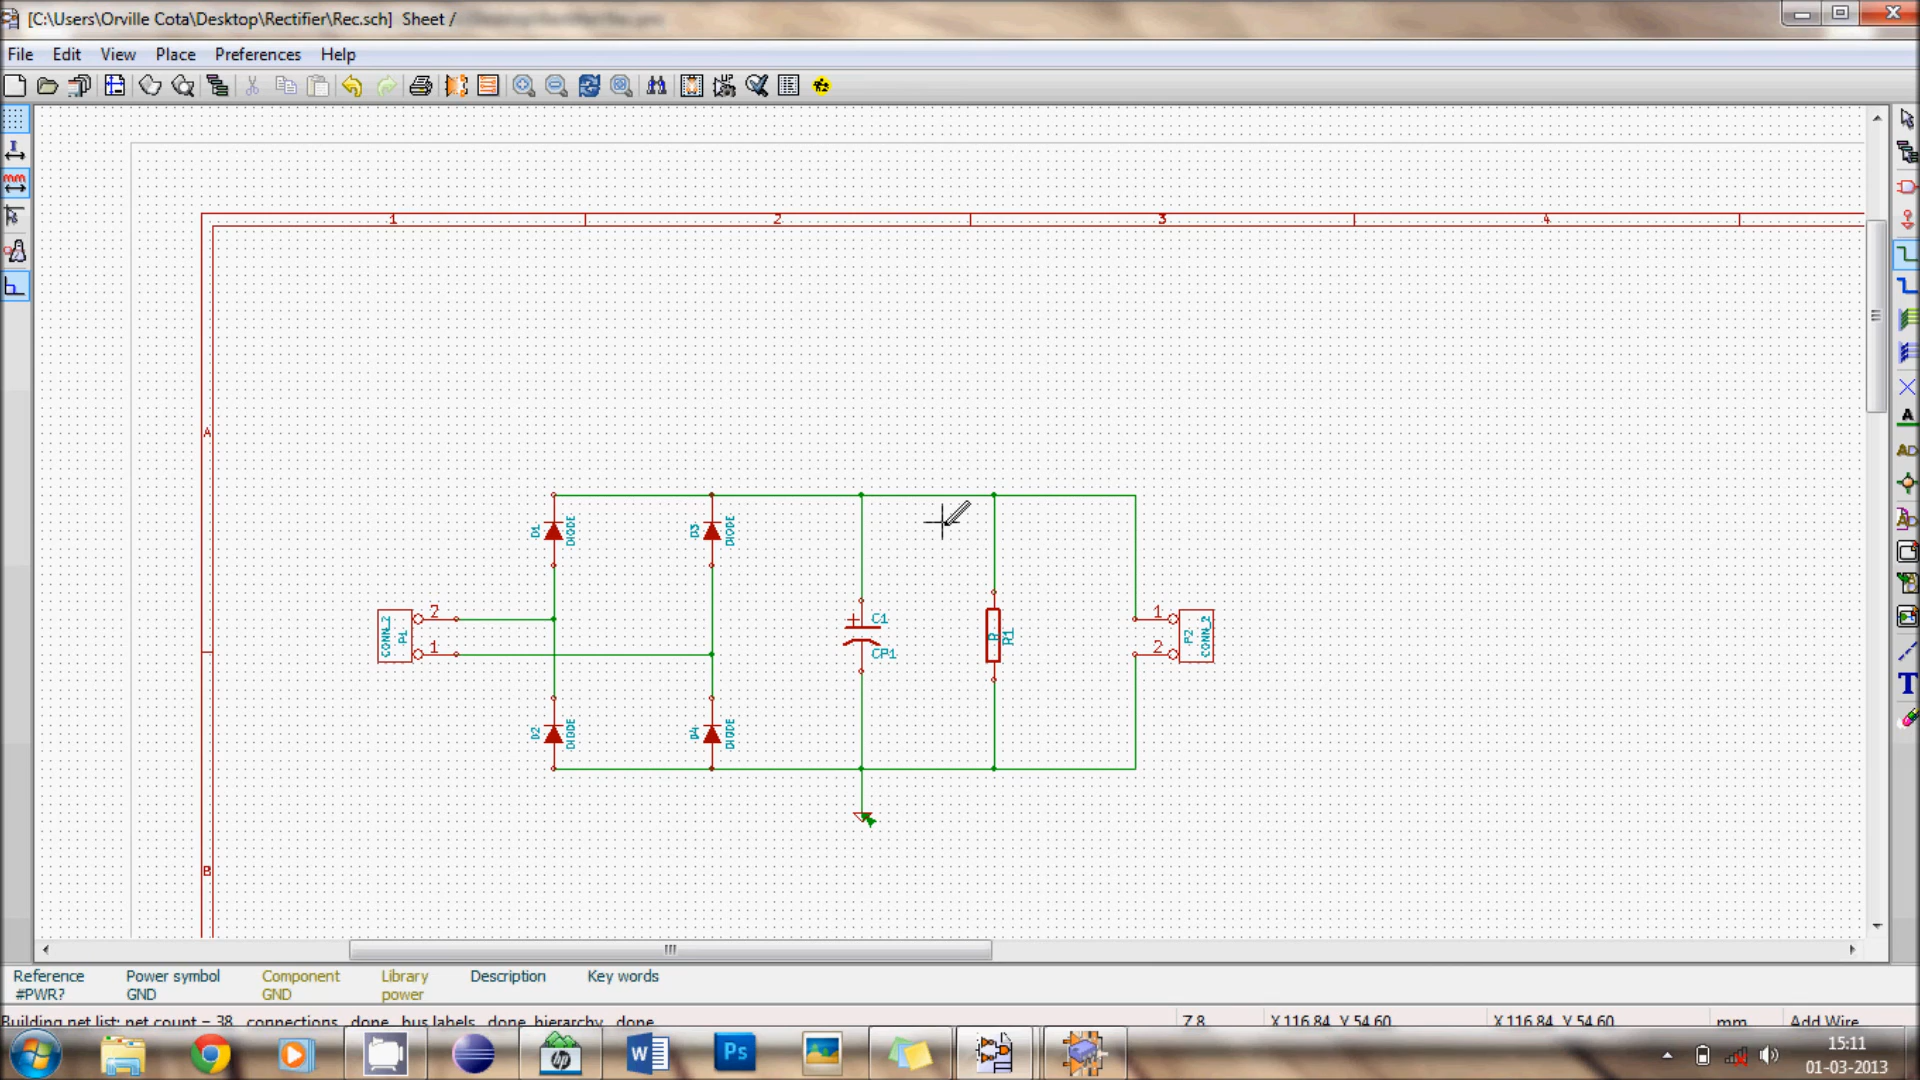 [C:\Users\Orville Cota\Desktop\Rectifier\Rec.sch] Sheet /
File Edit View Place Preferences Help
1 2 3 4
A
B
D1 DIODE
D3 DIODE
CONN_2 P1 2 1
C1
CP1
R R1
1 2 P2 CONN_2
D2 DIODE
D4 DIODE
Reference Power symbol Component Library Description Key words
#PWR? GND GND power
Building net list: net count = 38, connections, done, bus labels, done, hierarchy, done
Z 8 X 116.84 Y 54.60 X 116.84 Y 54.60 mm Add Wire
hp W Ps
15:11
01-03-2013